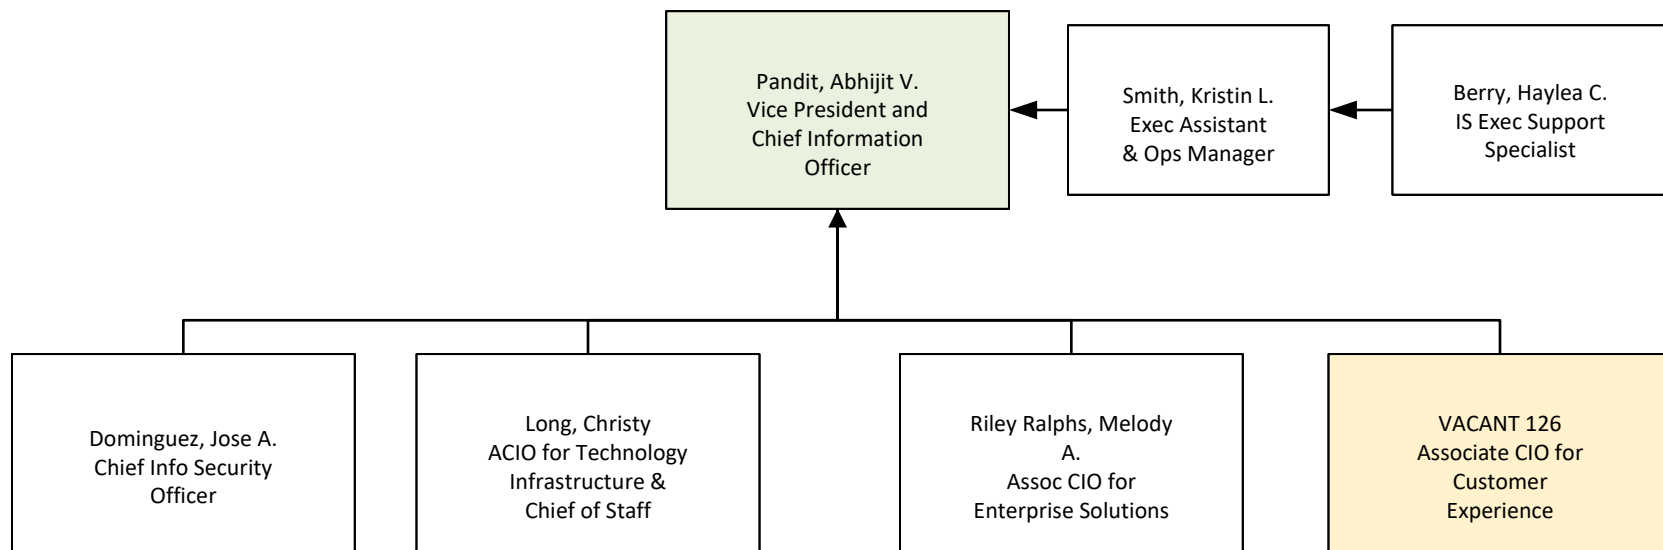 Pandit, Abhijit V.
Vice President and
Chief Information
Officer
Smith, Kristin L.
Exec Assistant
& Ops Manager
Berry, Haylea C.
IS Exec Support
Specialist
Dominguez, Jose A.
Chief Info Security
Officer
Long, Christy
ACIO for Technology
Infrastructure &
Chief of Staff
Riley Ralphs, Melody
A.
Assoc CIO for
Enterprise Solutions
VACANT 126
Associate CIO for
Customer
Experience